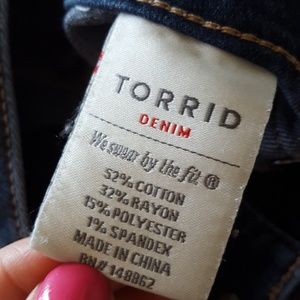 TORRID
DENIM
We swear by the fit ®
52% COTTON
32% RAYON
15% POLYESTER
1% SPANDEX
MADE IN CHINA
RN# 148862